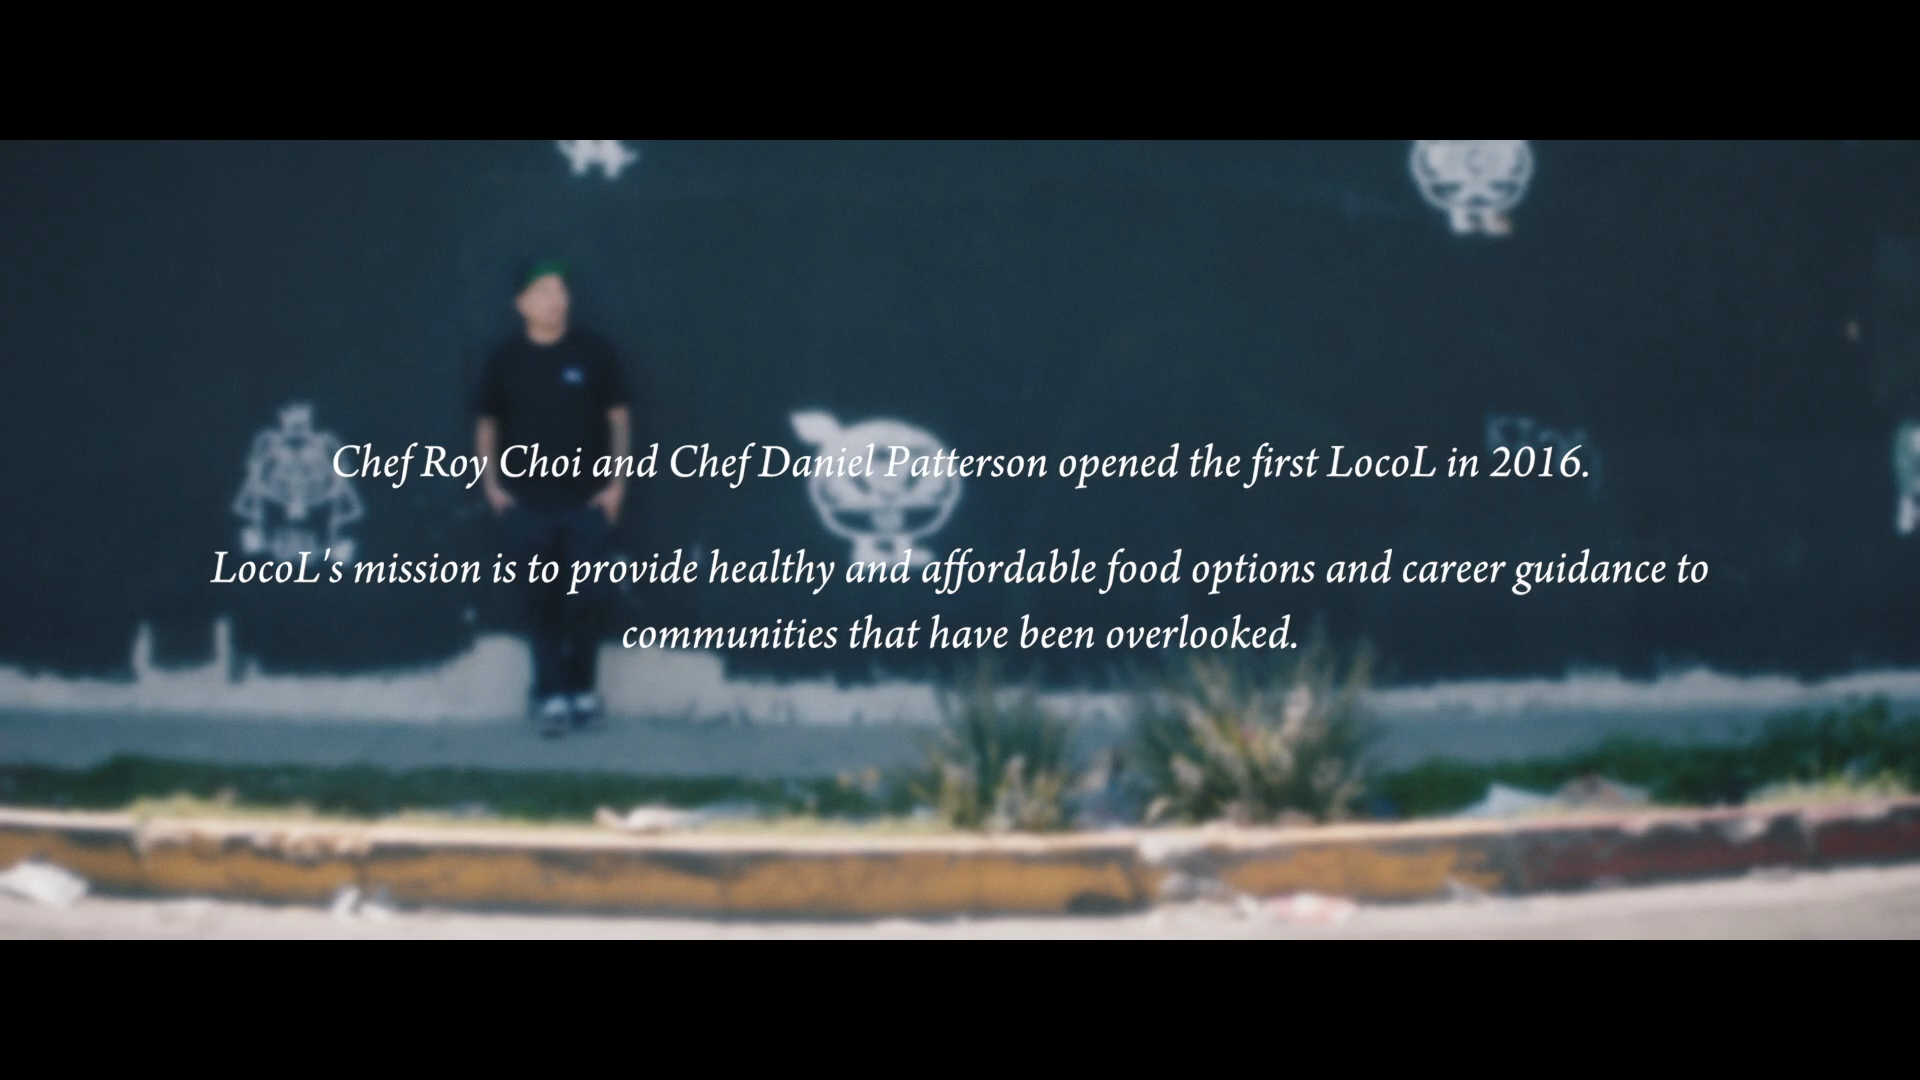 Chef Roy Choi and Chef Daniel Patterson opened the first LocoL in 2016.
LocoL's mission is to provide healthy and affordable food options and career guidance to
communities that have been overlooked.